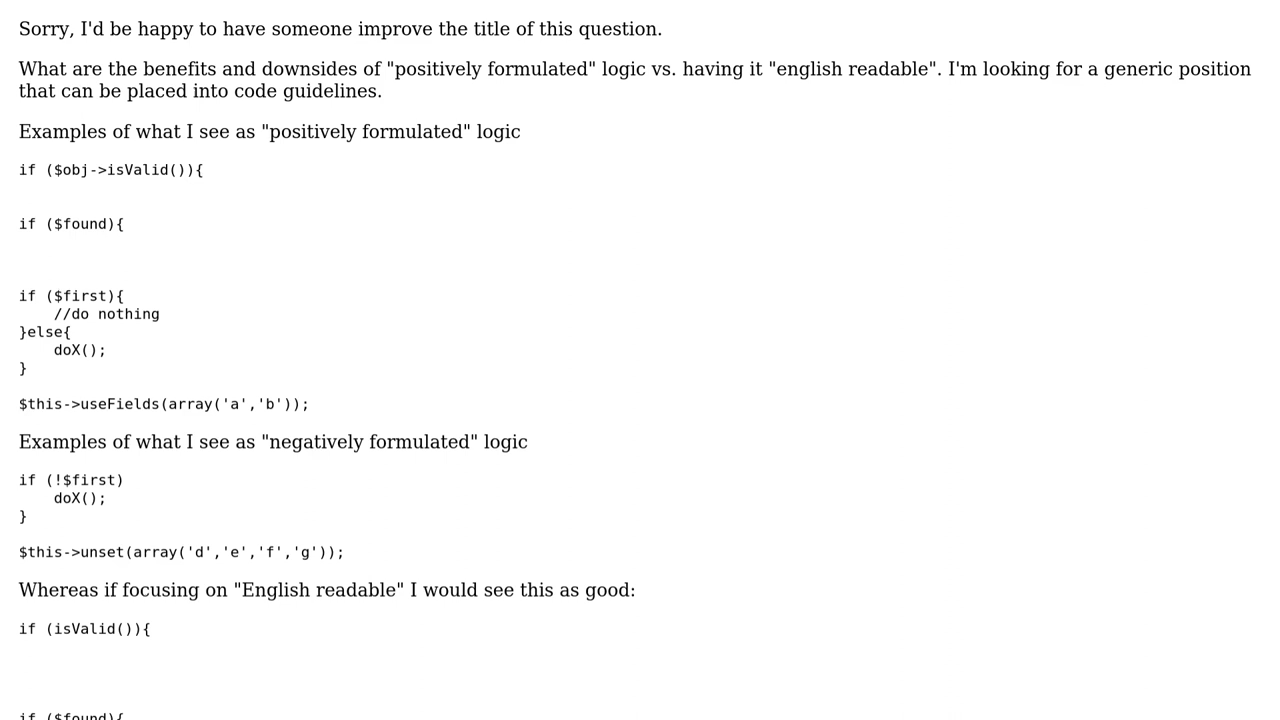 Sorry, I'd be happy to have someone improve the title of this question.
What are the benefits and downsides of "positively formulated" logic vs. having it "english readable". I'm looking for a generic position
that can be placed into code guidelines.
Examples of what I see as "positively formulated" logic
if ($obj->isValid()){
if ($found){
if ($first){
    //do nothing
}else{
    doX();
}
$this->useFields(array('a','b'));
Examples of what I see as "negatively formulated" logic
if (!$first)
    doX();
}
$this->unset(array('d','e','f','g'));
Whereas if focusing on "English readable" I would see this as good:
if (isValid()){
if ($found){